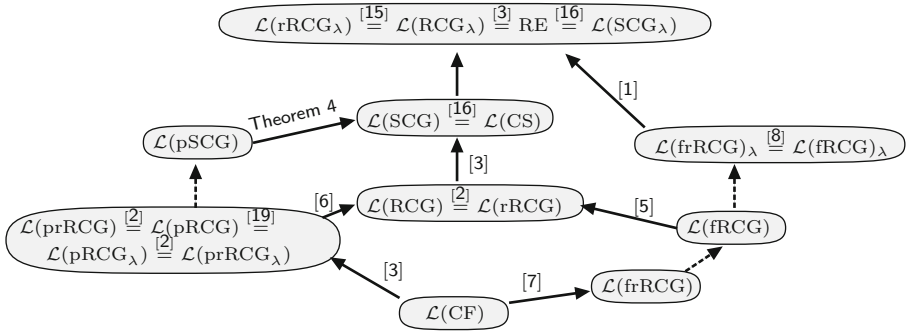 ℒ(rRCG_λ) [15]= ℒ(RCG_λ) [3]= RE [16]= ℒ(SCG_λ)
[1]
Theorem 4
ℒ(SCG) [16]= ℒ(CS)
ℒ(pSCG)
ℒ(frRCG)_λ [8]= ℒ(fRCG)_λ
[3]
[6]
ℒ(RCG) [2]= ℒ(rRCG)
[5]
ℒ(prRCG) [2]= ℒ(pRCG) [19]=
ℒ(pRCG_λ) [2]= ℒ(prRCG_λ)
ℒ(fRCG)
[3]
[7]
ℒ(frRCG)
ℒ(CF)